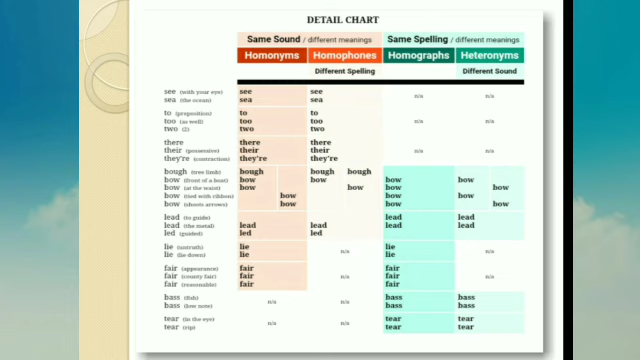 DETAIL CHART
Same Sound / different meanings Same Spelling / different meanings
Homonyms Homophones Homographs Heteronyms
Different Spelling Different Sound
see (with your eye) see see n/a n/a
sea (the ocean) sea sea
to (preposition) to to
too (as well) too too n/a n/a
two (2) two two
there there there
their (possessive) their their n/a n/a
they're (contraction) they're they're
bough (tree limb) bough bough bough
bow (front of a boat) bow bow bow bow
bow (at the waist) bow bow bow bow
bow (tied with ribbon) bow bow bow
bow (shoots arrows) bow bow bow
lead (to guide) lead lead
lead (the metal) lead lead lead lead
led (guided) led led
lie (untruth) lie n/a lie n/a
lie (lie down) lie lie
fair (appearance) fair fair
fair (county fair) fair n/a fair n/a
fair (reasonable) fair fair
bass (fish) n/a n/a bass bass
bass (low note) bass bass
tear (in the eye) n/a n/a tear tear
tear (rip) tear tear